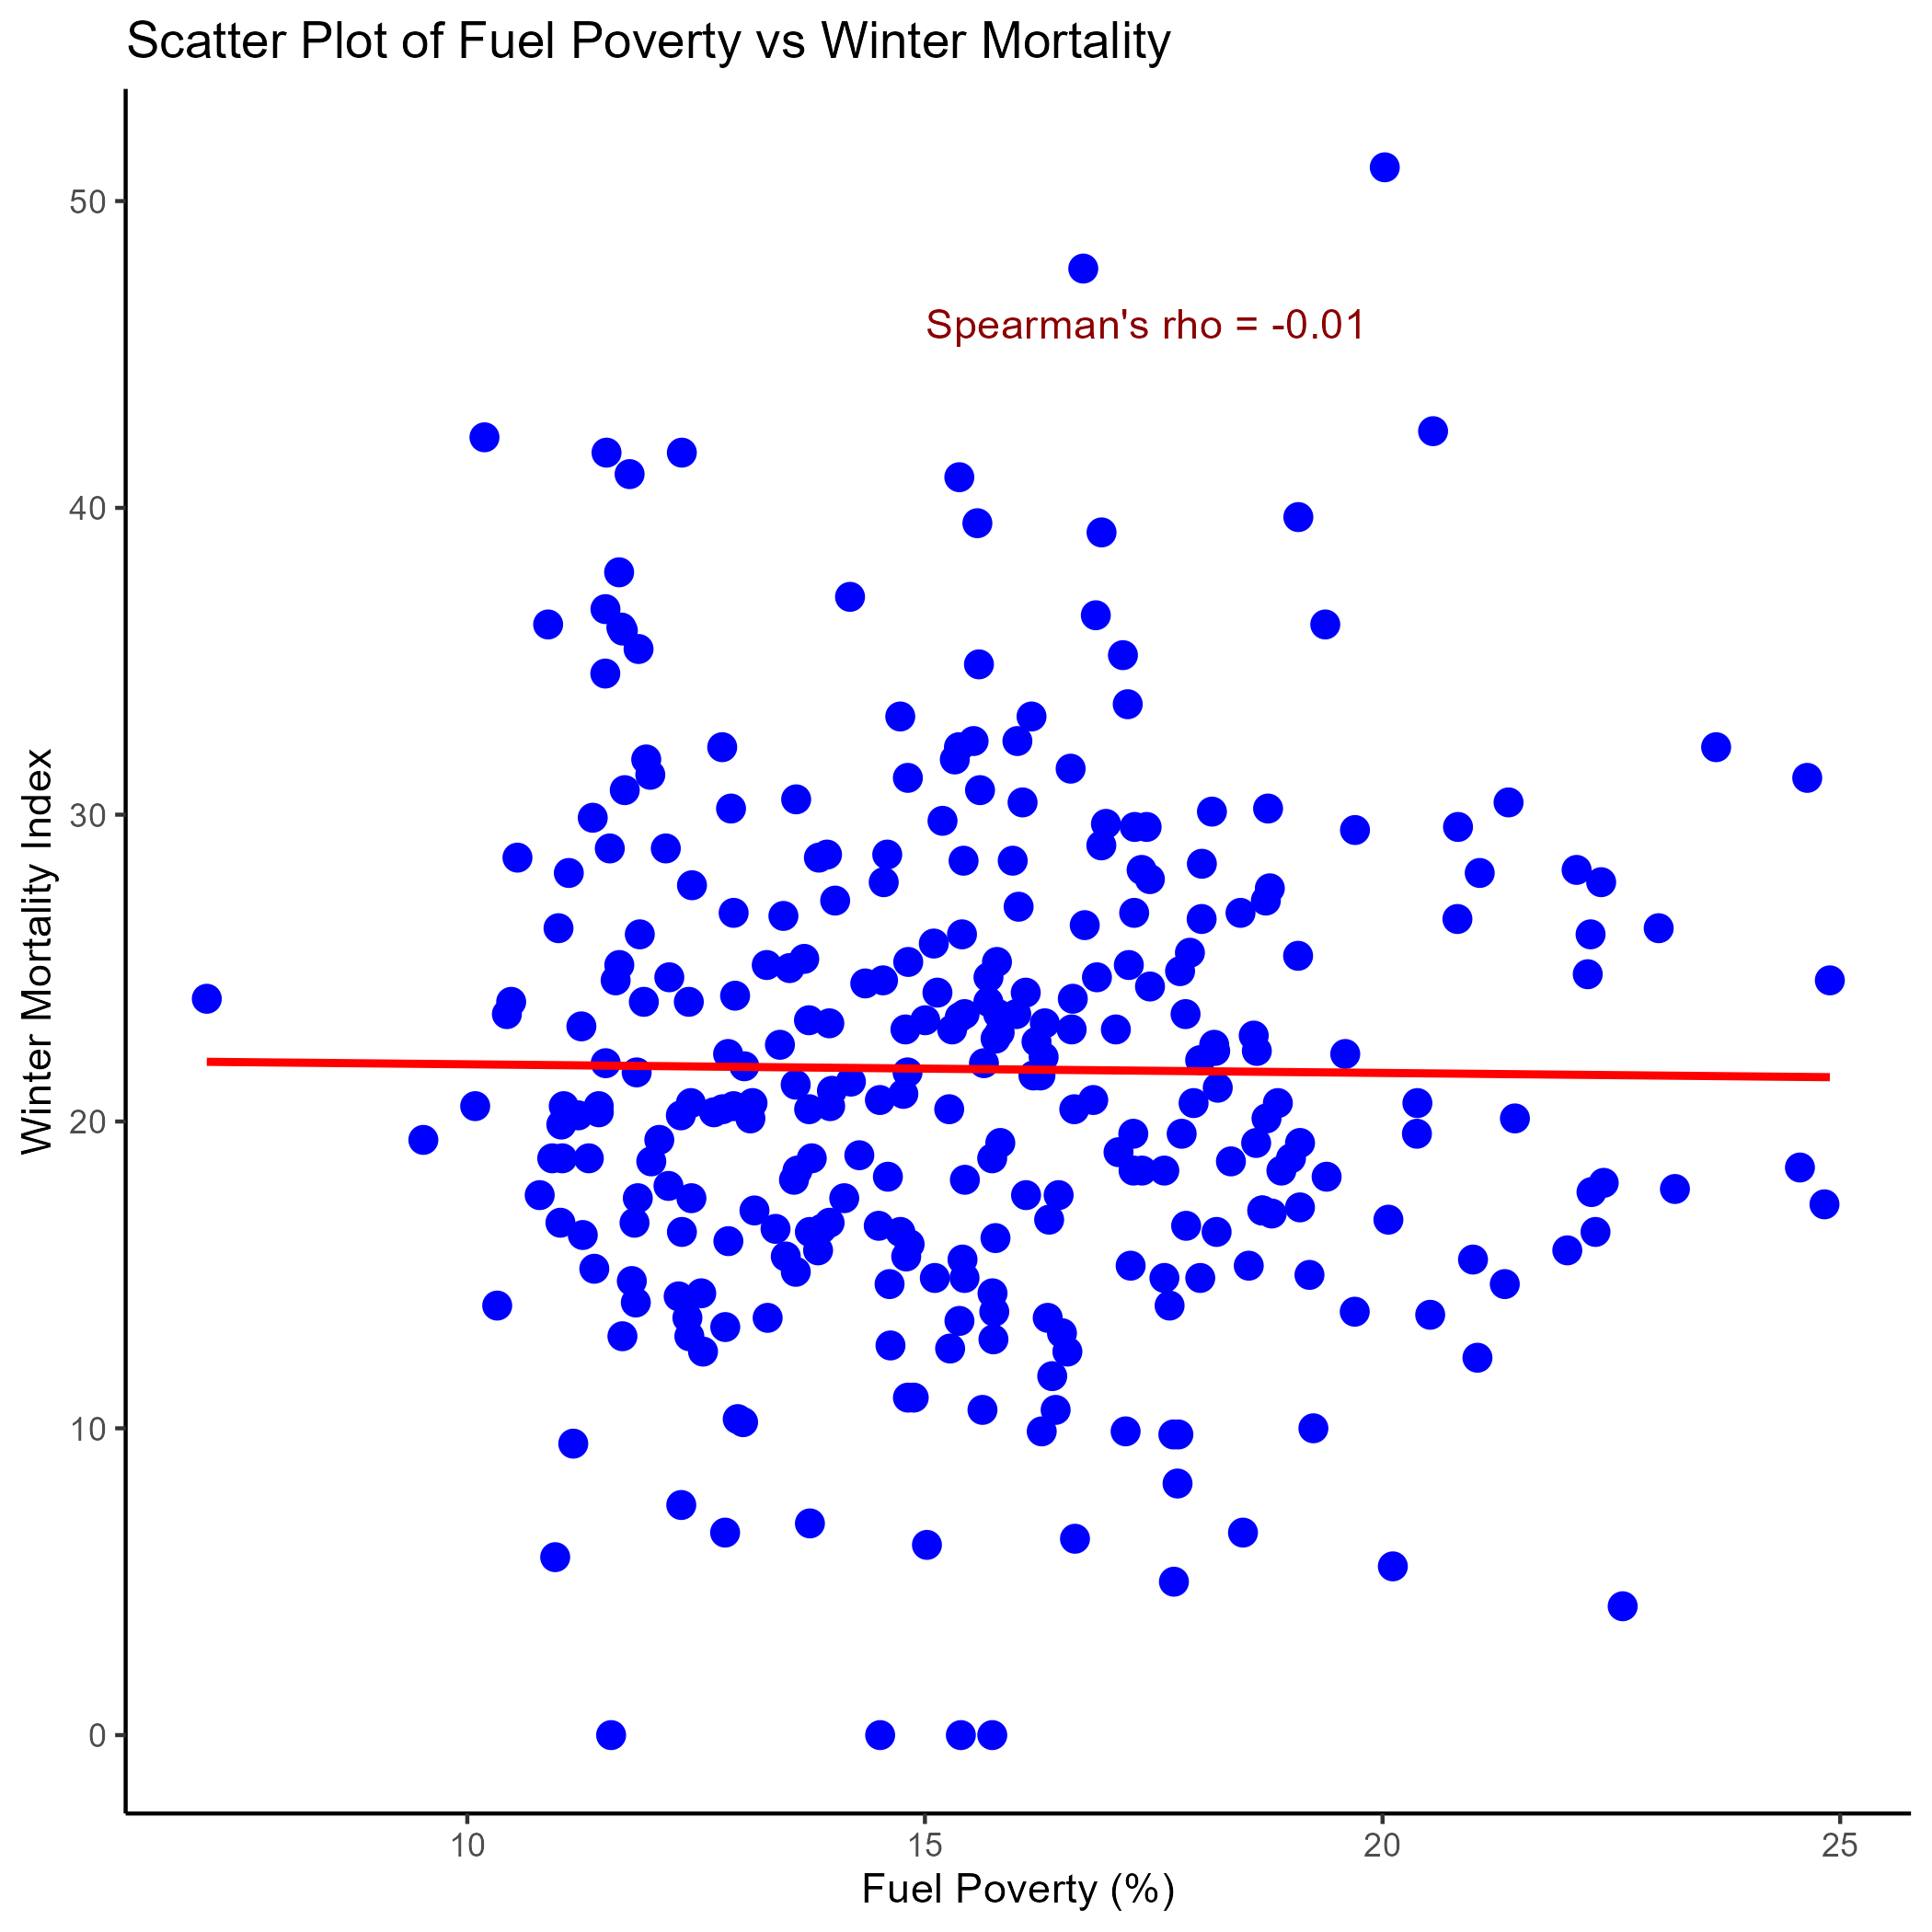 Scatter Plot of Fuel Poverty vs Winter Mortality
50
Spearman's rho = -0.01
40
30
20
10
0
Winter Mortality Index
10 15 20 25
Fuel Poverty (%)